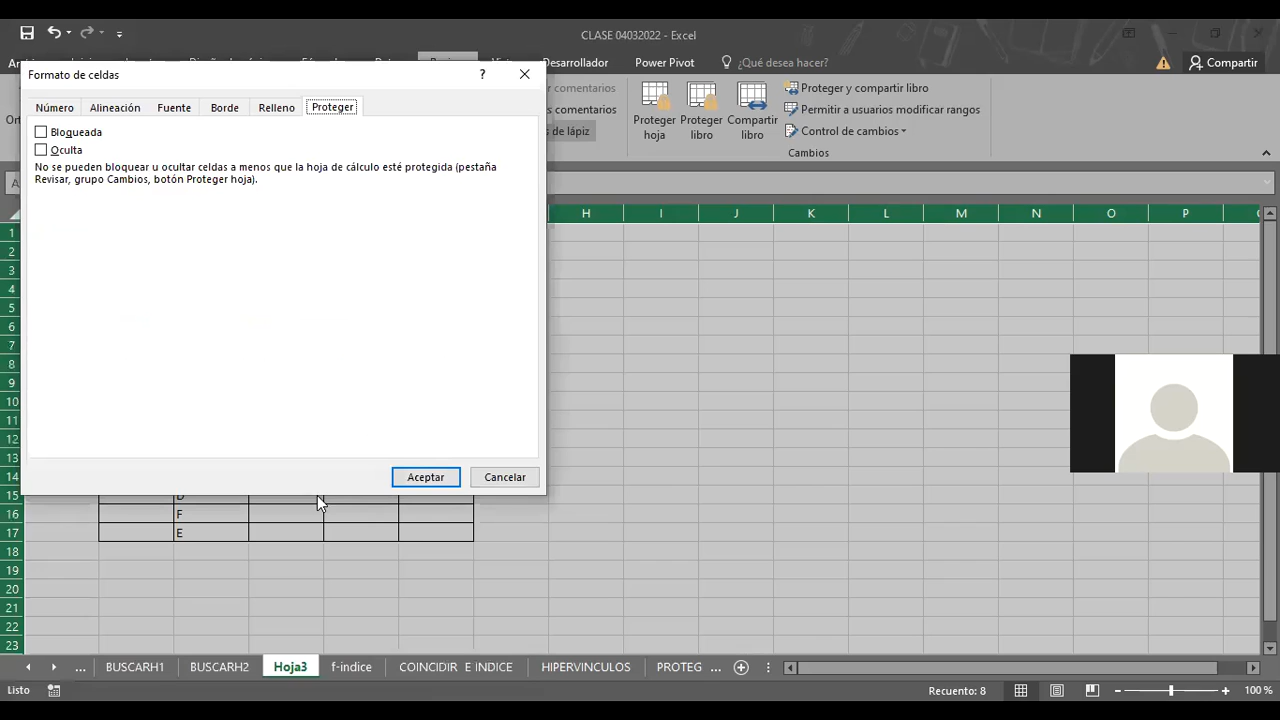 CLASE 04032022 - Excel
Desarrollador
Power Pivot
¿Qué desea hacer?
Compartir
Formato de celdas
?
Número
Alineación
Fuente
Borde
Relleno
Proteger
Bloqueada
Oculta
No se pueden bloquear u ocultar celdas a menos que la hoja de cálculo esté protegida (pestaña
Revisar, grupo Cambios, botón Proteger hoja).
Aceptar
Cancelar
comentarios
comentarios
s de lápiz
Proteger
hoja
Proteger
libro
Compartir
libro
Proteger y compartir libro
Permitir a usuarios modificar rangos
Control de cambios
Cambios
H I J K L M N O P
1
2
3
4
5
6
7
8
9
10
11
12
13
14
15 D
16 F
17 E
18
19
20
21
22
23
... BUSCARH1 BUSCARH2 Hoja3 f-indice COINCIDIR E INDICE HIPERVINCULOS PROTEG ...
Listo
Recuento: 8
100 %